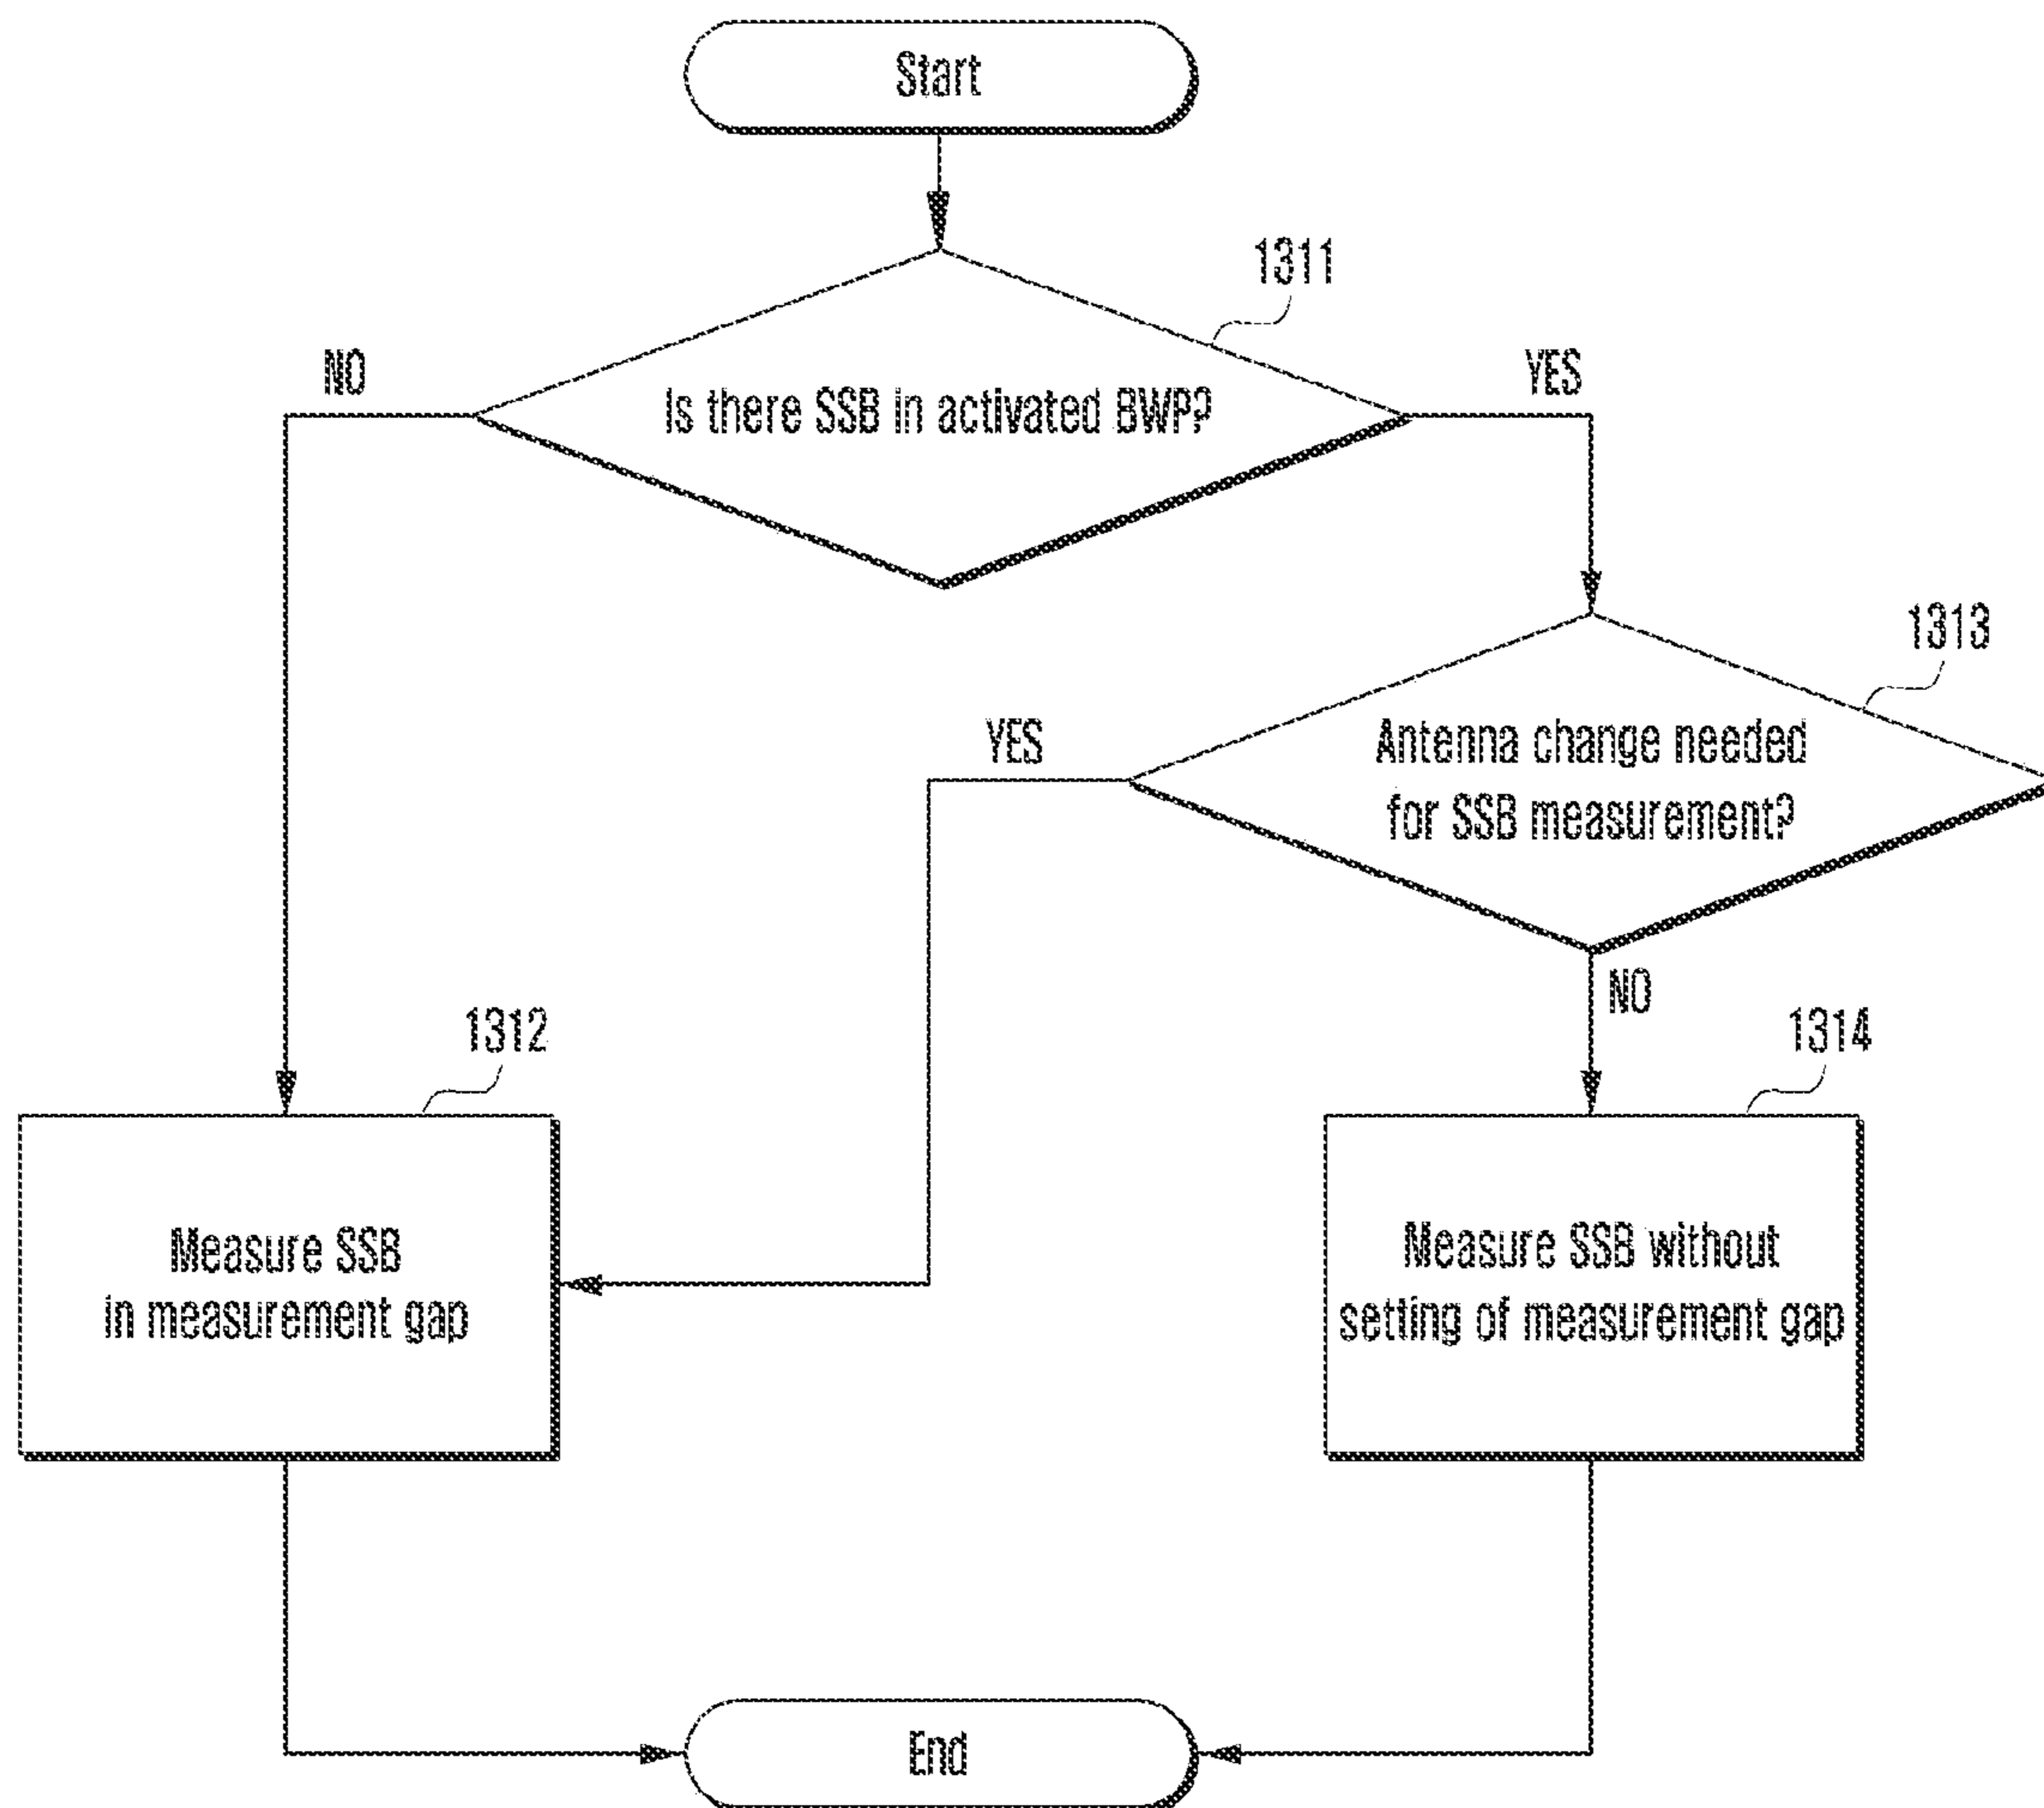 Start
1311
NO
YES
Is there SSB in activated BWP?
1313
YES
Antenna change needed
for SSB measurement?
NO
1312
1314
Measure SSB
in measurement gap
Measure SSB without
setting of measurement gap
End